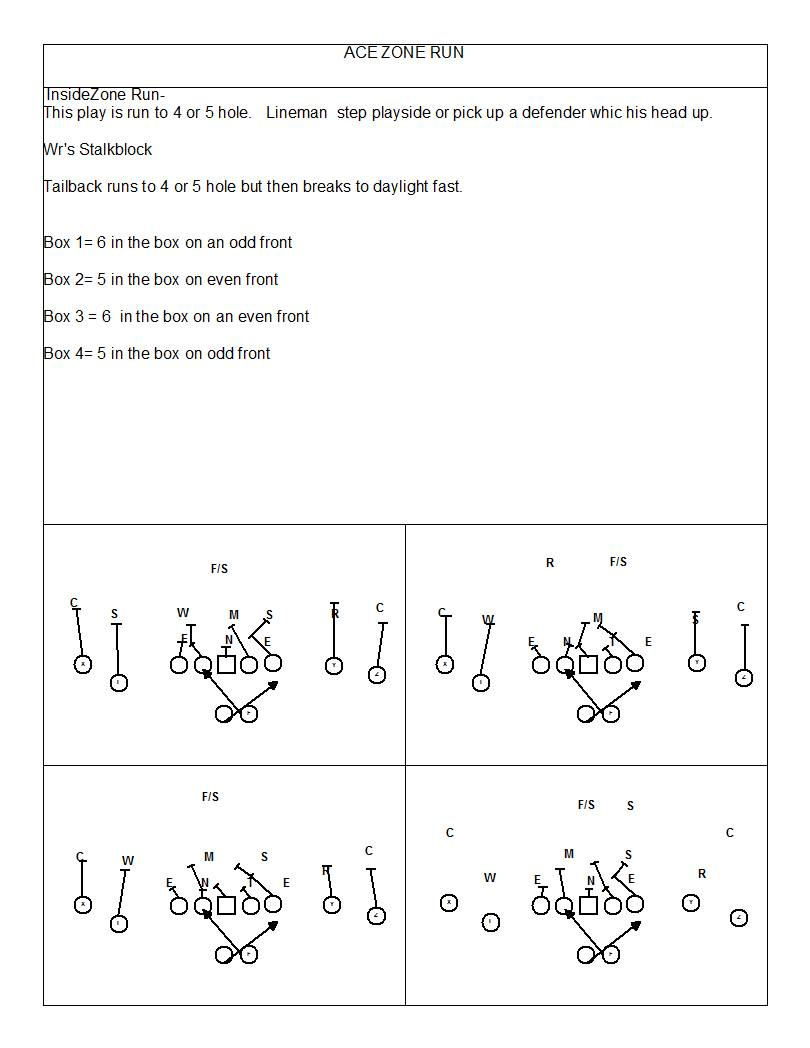 ACE ZONE RUN
InsideZone Run-
This play is run to 4 or 5 hole. Lineman step playside or pick up a defender whic his head up.
Wr's Stalkblock
Tailback runs to 4 or 5 hole but then breaks to daylight fast.
Box 1= 6 in the box on an odd front
Box 2= 5 in the box on even front
Box 3 = 6 in the box on an even front
Box 4= 5 in the box on odd front
F/S
C S W M S R C
E N E
X Y Z
F
R F/S
C W M S C
E N T E
X Y Z
F
F/S
C W M S R C
E N T E
X Y Z
F
F/S S
C C
M S
W E N E R
X Y Z
F